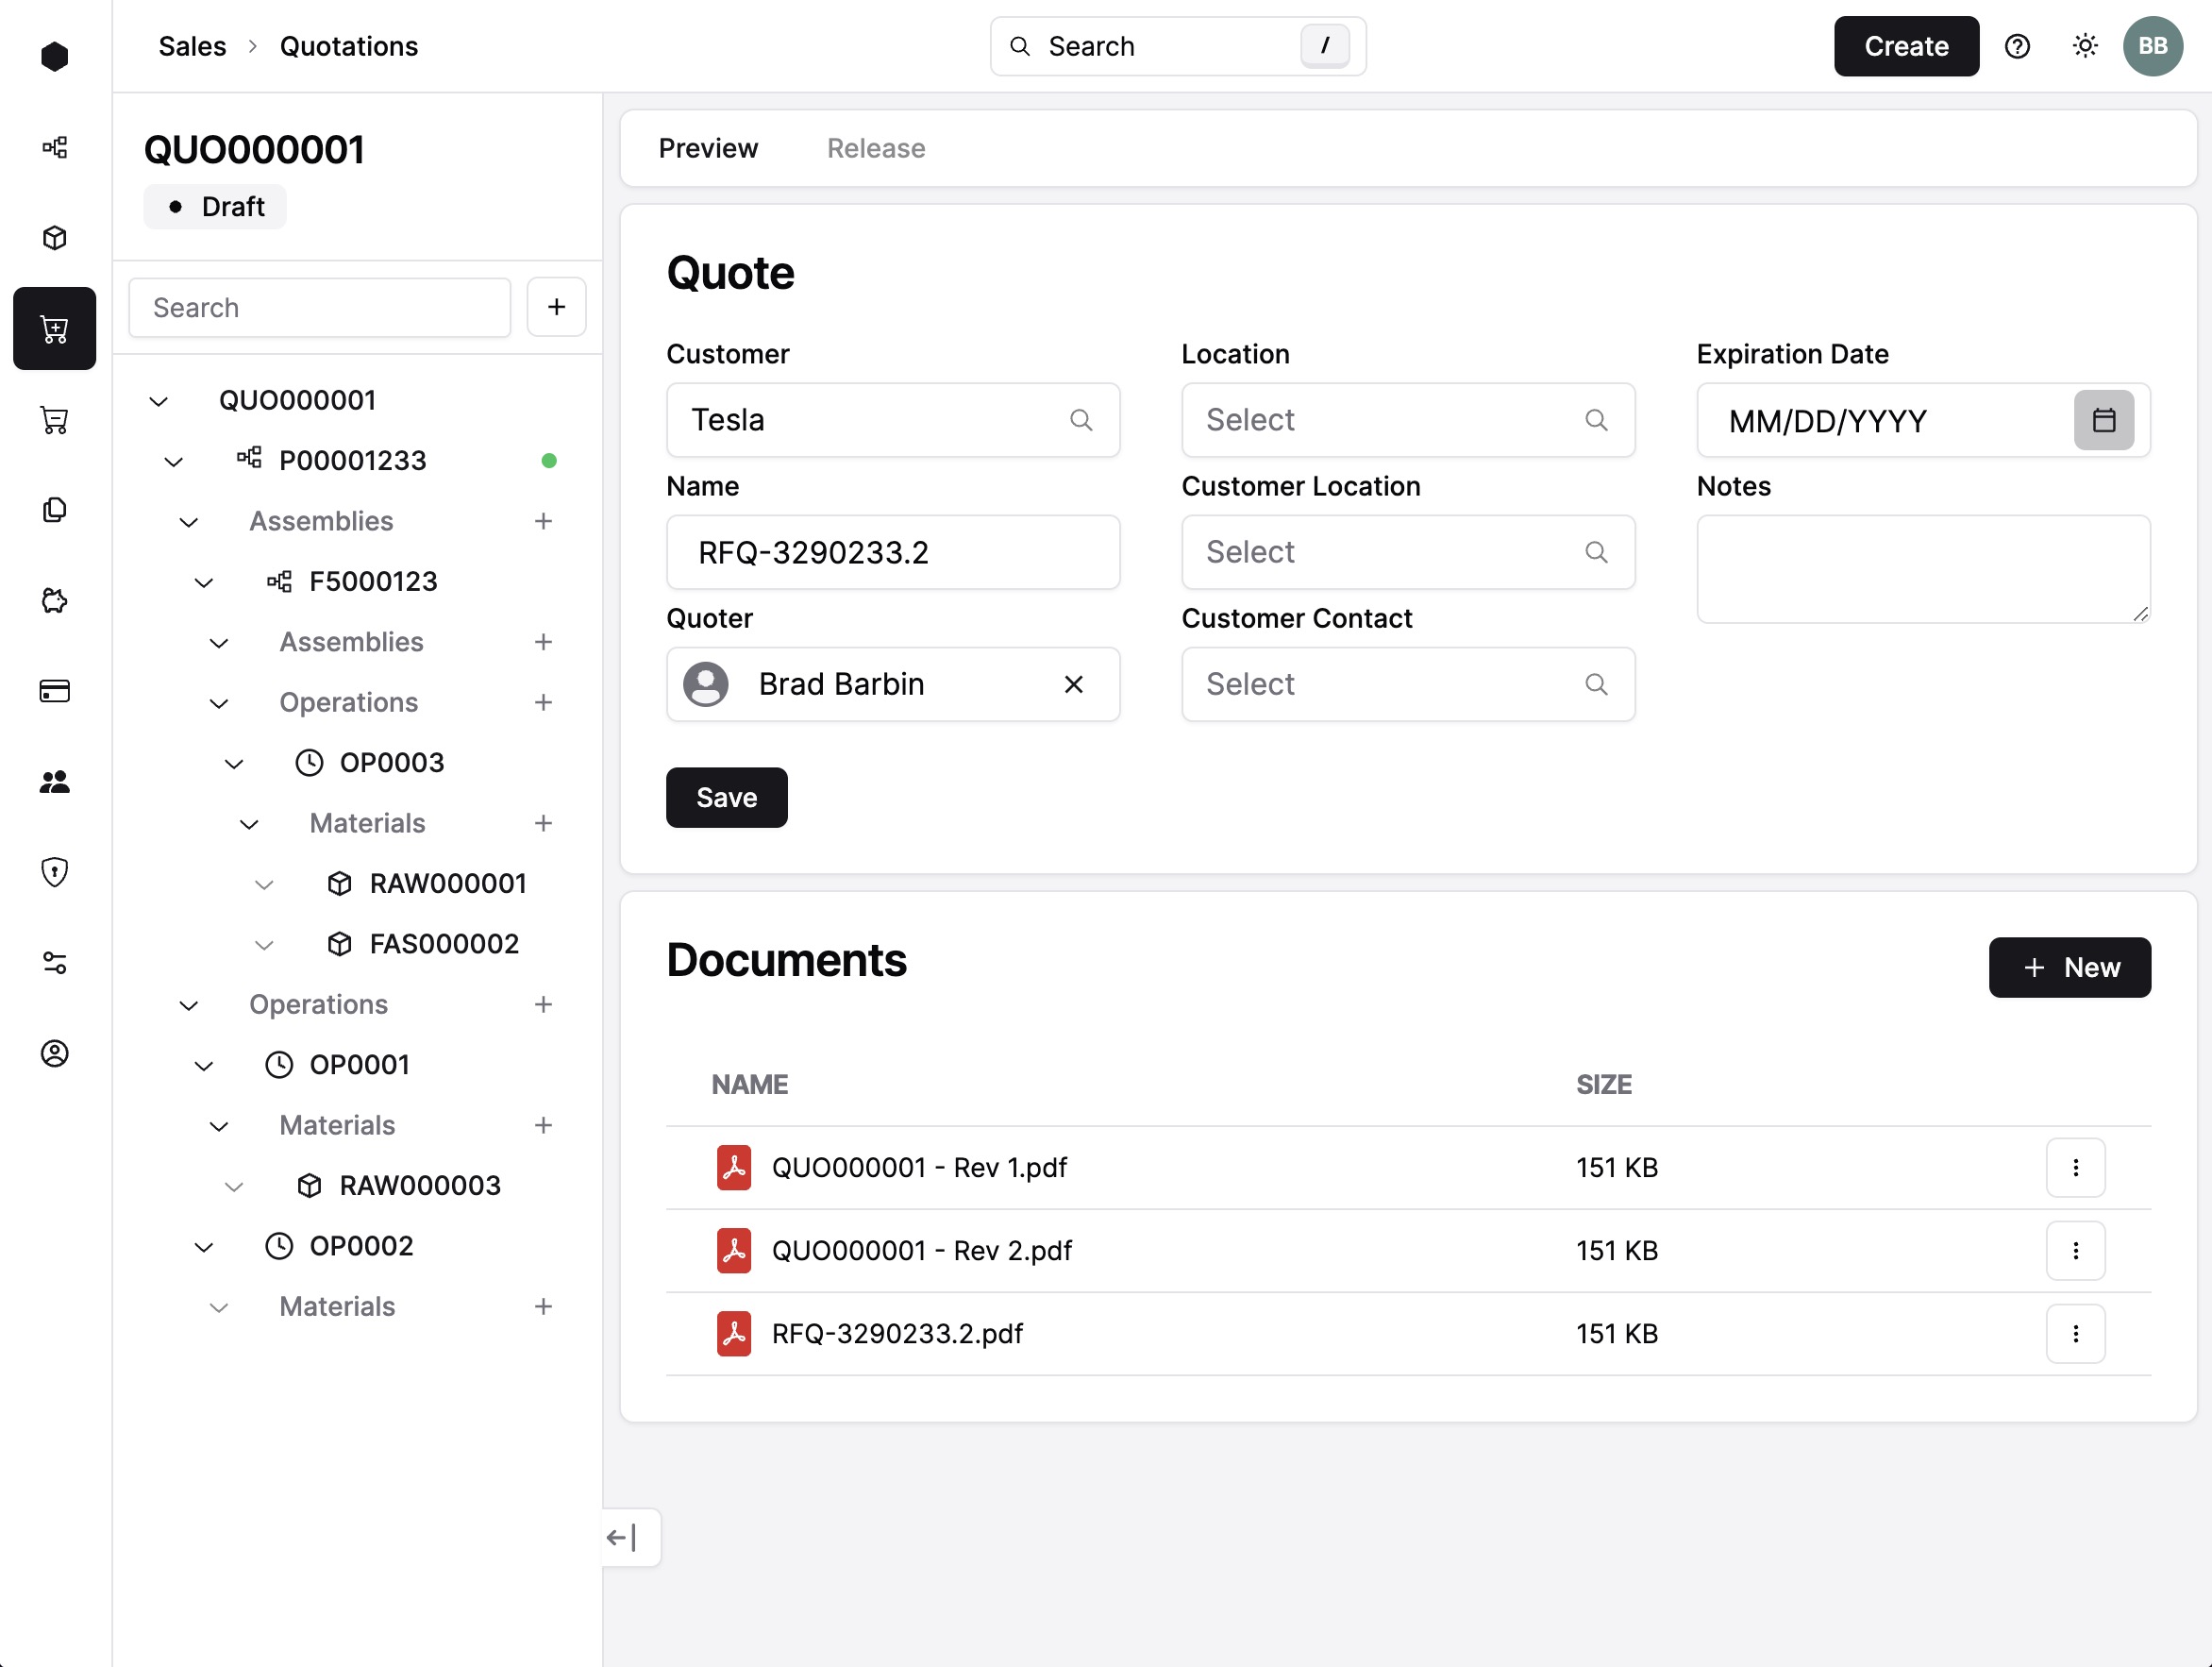 Sales > Quotations
Search /
Create
BB
QUO000001
Draft
Search
QUO000001
P00001233
Assemblies
F5000123
Assemblies
Operations
OP0003
Materials
RAW000001
FAS000002
Operations
OP0001
Materials
RAW000003
OP0002
Materials
Preview Release
Quote
Customer Location Expiration Date
Tesla Select MM/DD/YYYY
Name Customer Location Notes
RFQ-3290233.2 Select
Quoter Customer Contact
Brad Barbin Select
Save
Documents
New
NAME SIZE
QUO000001 - Rev 1.pdf 151 KB
QUO000001 - Rev 2.pdf 151 KB
RFQ-3290233.2.pdf 151 KB